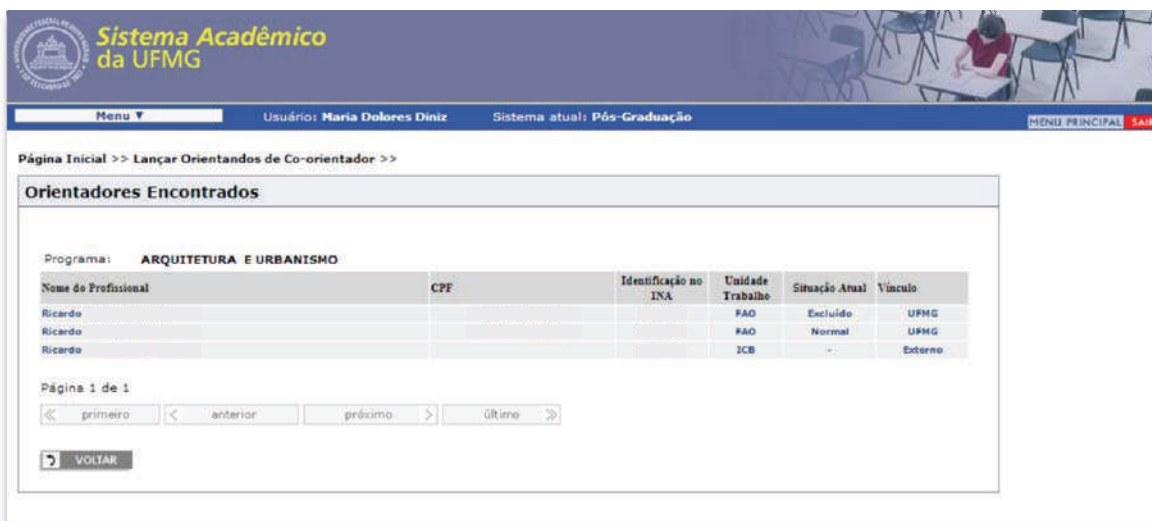 Sistema Acadêmico
da UFMG
Menu ▼ Usuário: Maria Dolores Diniz Sistema atual: Pós-Graduação MENU PRINCIPAL SAIR
Página Inicial >> Lançar Orientandos de Co-orientador >>
Orientadores Encontrados
Programa: ARQUITETURA E URBANISMO
Nome do Profissional CPF Identificação no INA Unidade Trabalho Situação Atual Vínculo
Ricardo FAO Excluído UFMG
Ricardo FAO Normal UFMG
Ricardo ICB - Externo
Página 1 de 1
<< primeiro < anterior próximo > último >>
VOLTAR